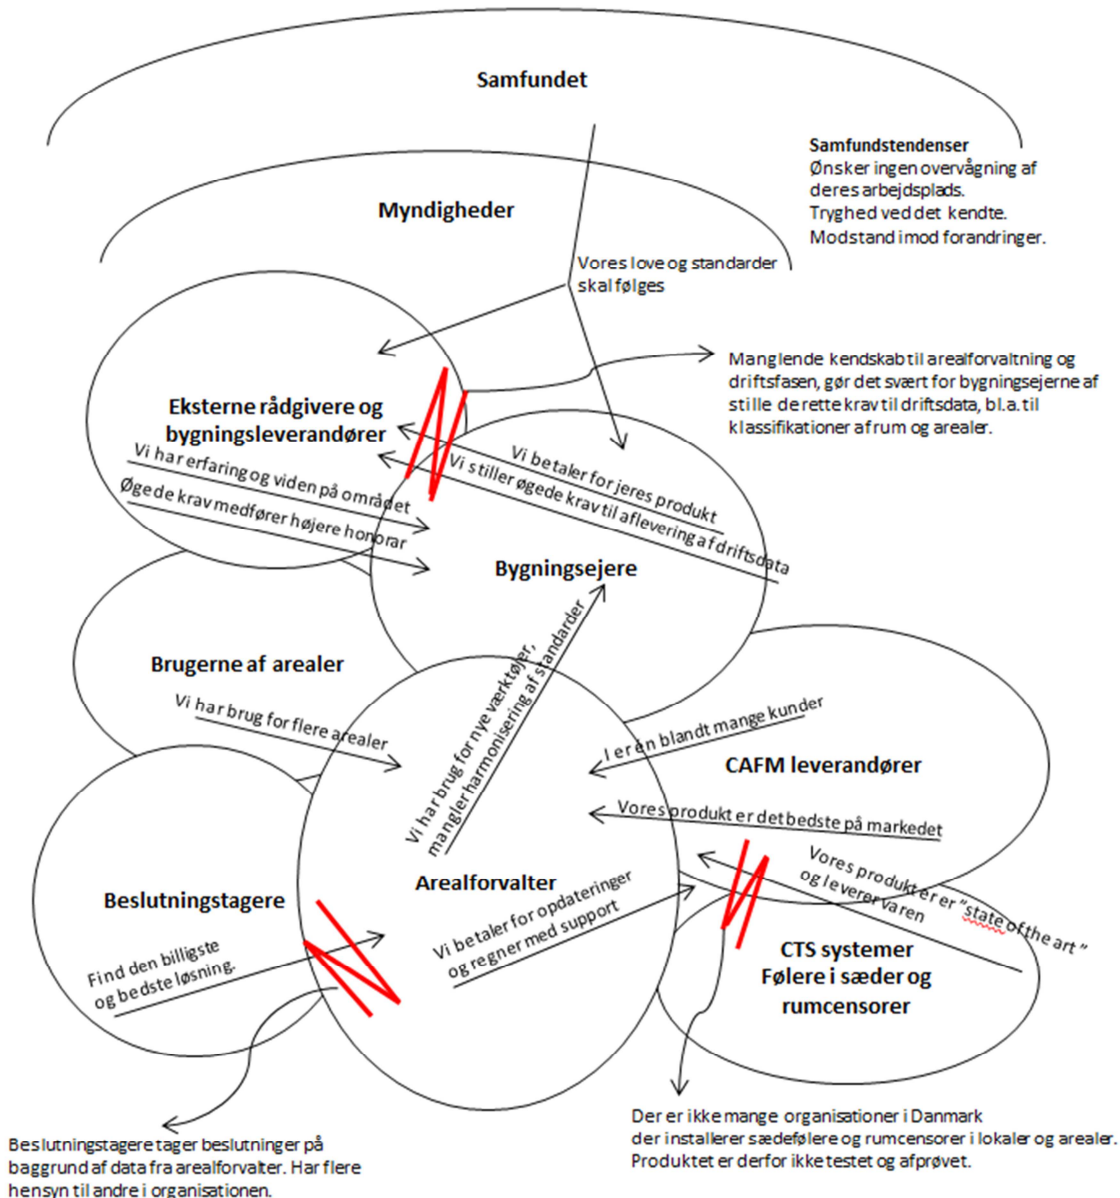 Samfundet
Samfundstendenser
Ønsker ingen overvågning af
deres arbejdsplads.
Tryghed ved det kendte.
Modstand imod forandringer.
Myndigheder
Vores love og standarder
skal følges
Manglende kendskab til arealforvaltning og
driftsfasen, gør det svært for bygningsejerne af
stille de rette krav til driftsdata, bl.a. til
klassifikationer af rum og arealer.
Eksterne rådgivere og
bygningsleverandører
Vi har erfaring og viden på området
Øgede krav medfører højere honorar
Vi betaler for jeres produkt
Vi stiller øgede krav til aflevering af driftsdata
Bygningsejere
Brugerne af arealer
Vi har brug for flere arealer
Vi har brug for nye værktøjer,
mangler harmonisering af standarder
I er én blandt mange kunder
CAFM leverandører
Vores produkt er det bedste på markedet
Vores produkt er er "state of the art"
og leverer varen
Beslutningstagere
Find den billigste
og bedste løsning.
Arealforvalter
Vi betaler for opdateringer
og regner med support
CTS systemer
Følere i sæder og
rumcensorer
Beslutningstagere tager beslutninger på
baggrund af data fra arealforvalter. Har flere
hensyn til andre i organisationen.
Der er ikke mange organisationer i Danmark
der installerer sædefølere og rumcensorer i lokaler og arealer.
Produktet er derfor ikke testet og afprøvet.